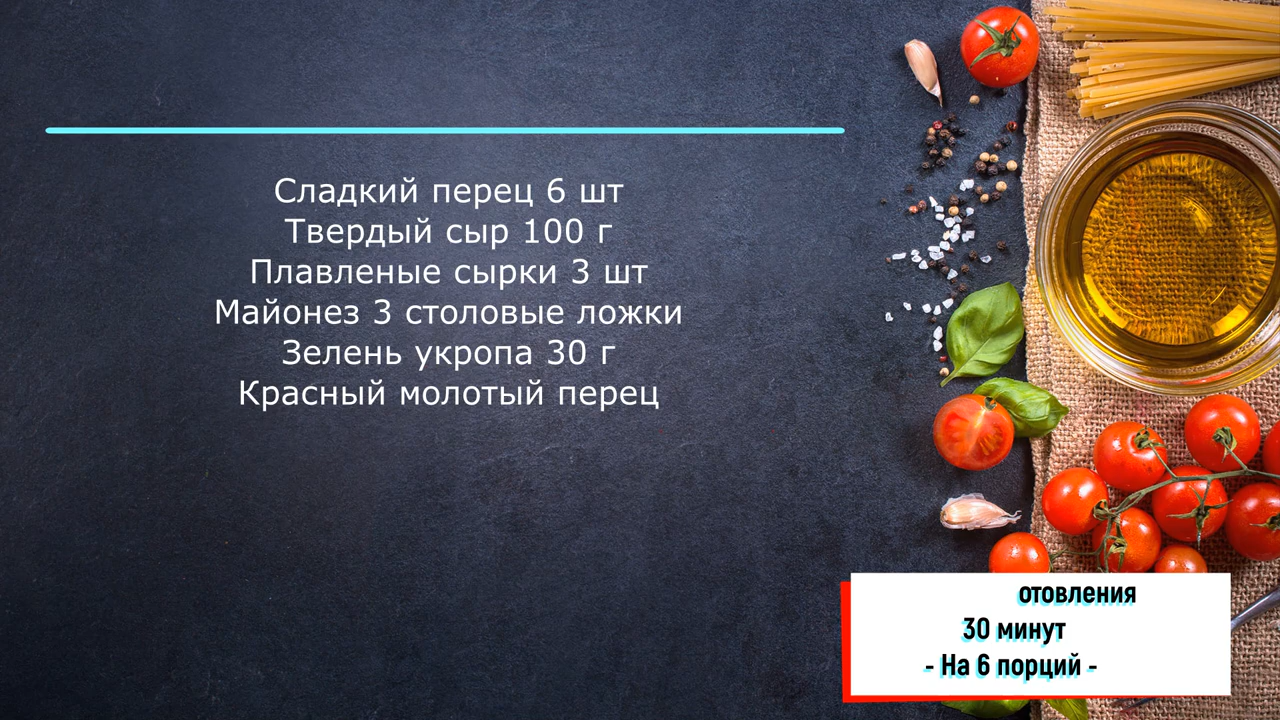 Сладкий перец 6 шт
Твердый сыр 100 г
Плавленые сырки 3 шт
Майонез 3 столовые ложки
Зелень укропа 30 г
Красный молотый перец
отовления
30 минут
- На 6 порций -